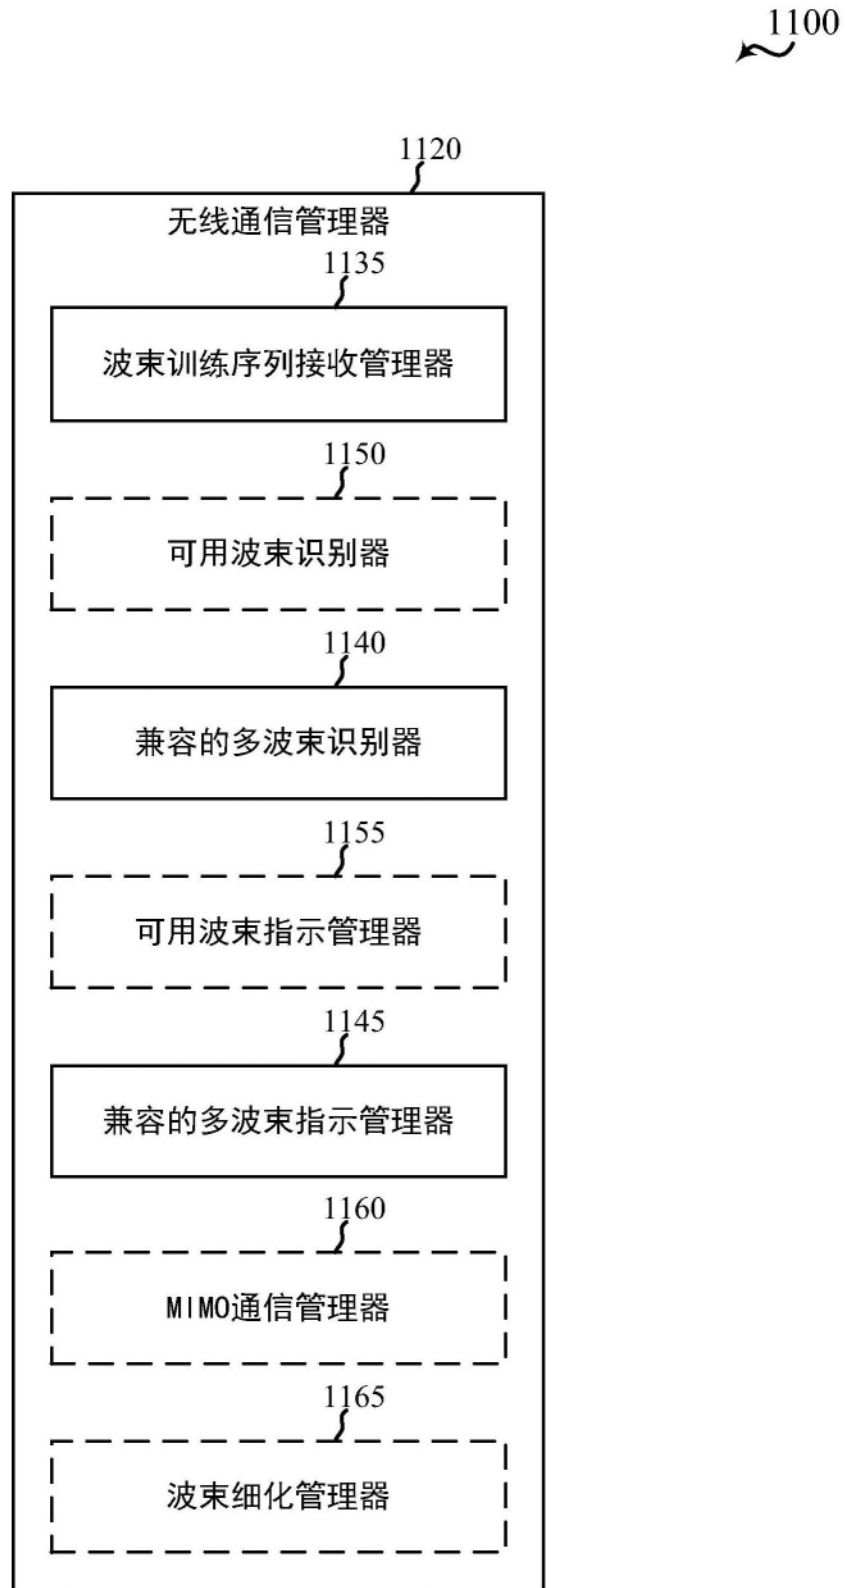 1100
1120
无线通信管理器
1135
波束训练序列接收管理器
1150
可用波束识别器
1140
兼容的多波束识别器
1155
可用波束指示管理器
1145
兼容的多波束指示管理器
1160
MIMO通信管理器
1165
波束细化管理器